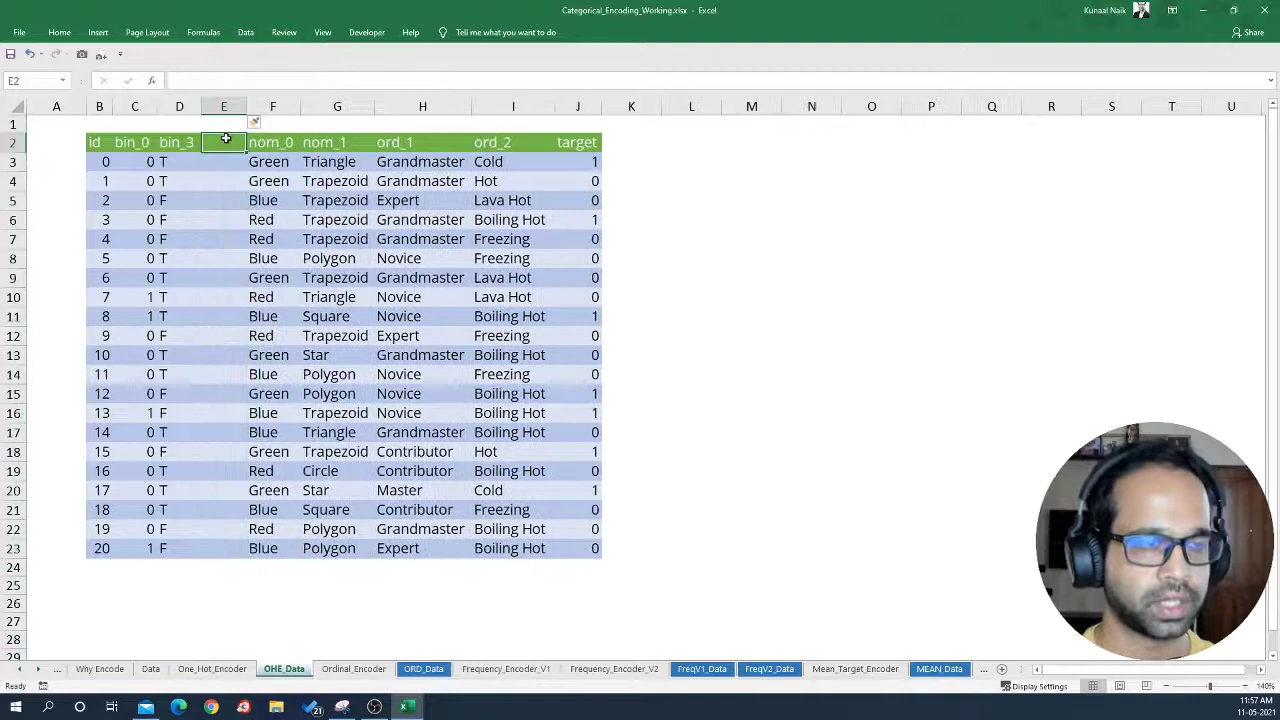 Categorical_Encoding_Working.xlsx - Excel
Kunaal Naik
File Home Insert Page Layout Formulas Data Review View Developer Help Tell me what you want to do Share
E2
A B C D E F G H I J K L M N O P Q R S T U
1
id bin_0 bin_3 nom_0 nom_1 ord_1 ord_2 target
3 0 0 T Green Triangle Grandmaster Cold 1
4 1 0 T Green Trapezoid Grandmaster Hot 0
5 2 0 F Blue Trapezoid Expert Lava Hot 0
6 3 0 F Red Trapezoid Grandmaster Boiling Hot 1
7 4 0 F Red Trapezoid Grandmaster Freezing 0
8 5 0 T Blue Polygon Novice Freezing 0
9 6 0 T Green Trapezoid Grandmaster Lava Hot 0
10 7 1 T Red Triangle Novice Lava Hot 0
11 8 1 T Blue Square Novice Boiling Hot 1
12 9 0 F Red Trapezoid Expert Freezing 0
13 10 0 T Green Star Grandmaster Boiling Hot 0
14 11 0 T Blue Polygon Novice Freezing 0
15 12 0 F Green Polygon Novice Boiling Hot 1
16 13 1 F Blue Trapezoid Novice Boiling Hot 1
17 14 0 T Blue Triangle Grandmaster Boiling Hot 0
18 15 0 F Green Trapezoid Contributor Hot 1
19 16 0 T Red Circle Contributor Boiling Hot 0
20 17 0 T Green Star Master Cold 1
21 18 0 T Blue Square Contributor Freezing 0
22 19 0 F Red Polygon Grandmaster Boiling Hot 0
23 20 1 F Blue Polygon Expert Boiling Hot 0
24
25
26
27
28
29
... Why Encode Data One_Hot_Encoder OHE_Data Ordinal_Encoder ORD_Data Frequency_Encoder_V1 Frequency_Encoder_V2 FreqV1_Data FreqV2_Data Mean_Target_Encoder MEAN_Data ...
Ready Display Settings 140%
21
11:57 AM
11-05-2021